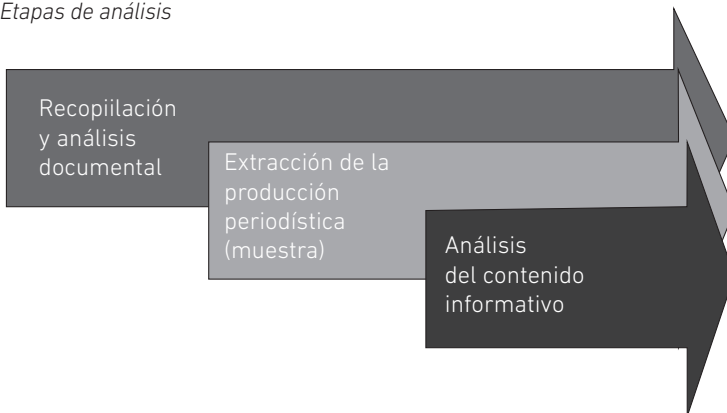 Etapas de análisis
Recopiilación
y análisis
documental
Extracción de la
producción
periodística
(muestra)
Análisis
del contenido
informativo